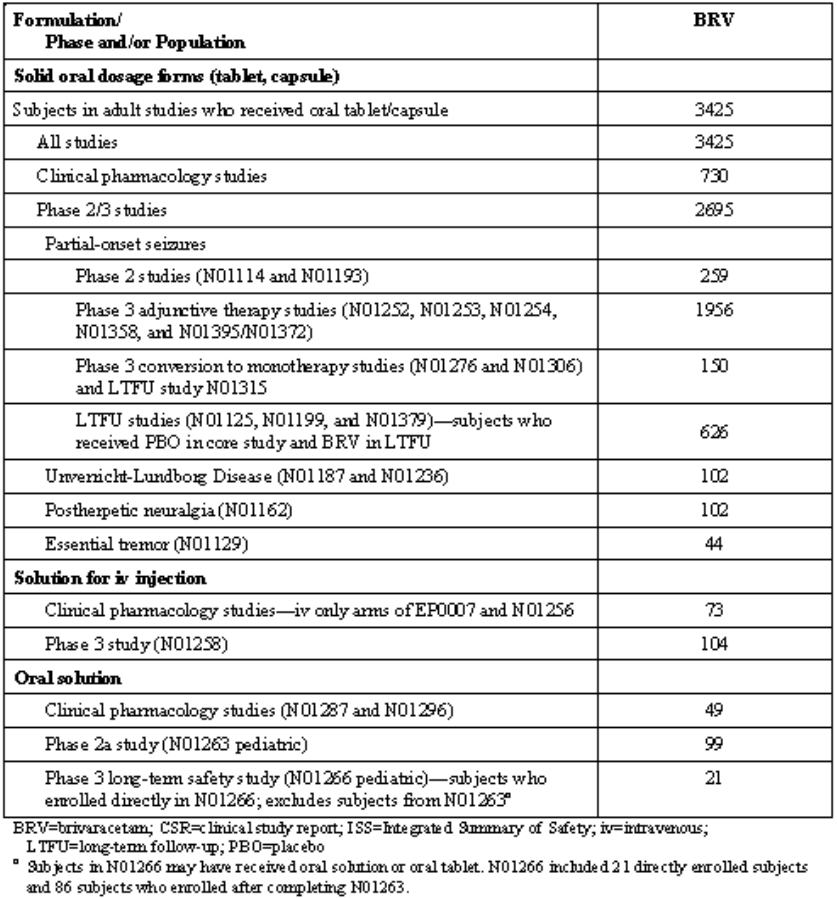 Formulation/ BRV
Phase and/or Population
Solid oral dosage forms (tablet, capsule)
Subjects in adult studies who received oral tablet/capsule 3425
All studies 3425
Clinical pharmacology studies 730
Phase 2/3 studies 2695
Partial-onset seizures
Phase 2 studies (N01114 and N01193) 259
Phase 3 adjunctive therapy studies (N01252, N01253, N01254, 1956
N01358, and N01395/N01372)
Phase 3 conversion to monotherapy studies (N01276 and N01306) 150
and LTFU study N01315
LTFU studies (N01125, N01199, and N01379)—subjects who
received PBO in core study and BRV in LTFU 626
Unverricht-Lundborg Disease (N01187 and N01236) 102
Postherpetic neuralgia (N01162) 102
Essential tremor (N01129) 44
Solution for iv injection
Clinical pharmacology studies—iv only arms of EP0007 and N01256 73
Phase 3 study (N01258) 104
Oral solution
Clinical pharmacology studies (N01287 and N01296) 49
Phase 2a study (N01263 pediatric) 99
Phase 3 long-term safety study (N01266 pediatric)—subjects who 21
enrolled directly in N01266; excludes subjects from N01263ª
BRV=brivaracetam; CSR=clinical study report; ISS=Integrated Summary of Safety; iv=intravenous;
LTFU=long-term follow-up; PBO=placebo
ª Subjects in N01266 may have received oral solution or oral tablet. N01266 included 21 directly enrolled subjects
and 86 subjects who enrolled after completing N01263.